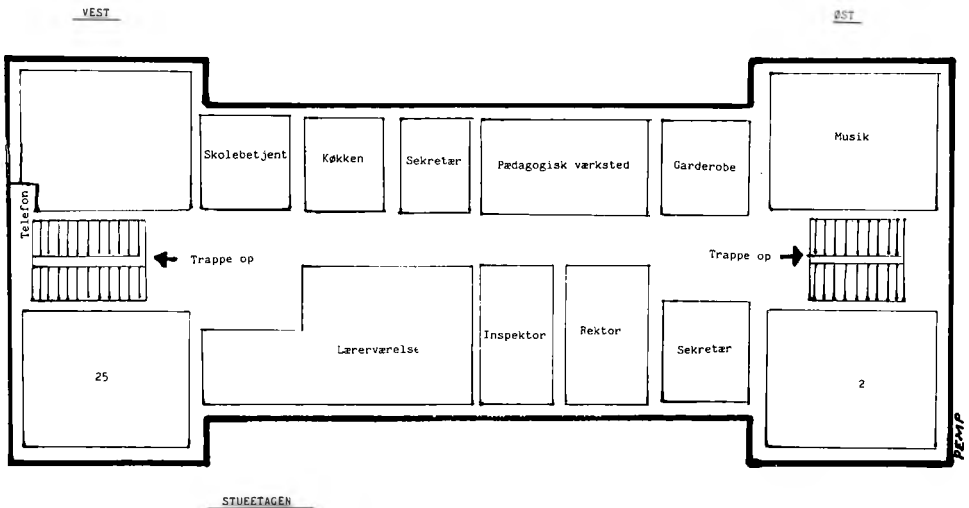 VEST
ØST
Musik
Skolebetjent
Køkken
Sekretær
Pædagogisk værksted
Garderobe
Telefon
Trappe op
Trappe op
Lærerværelse
Inspektor
Rektor
Sekretær
25
2
PEMP
STUEETAGEN